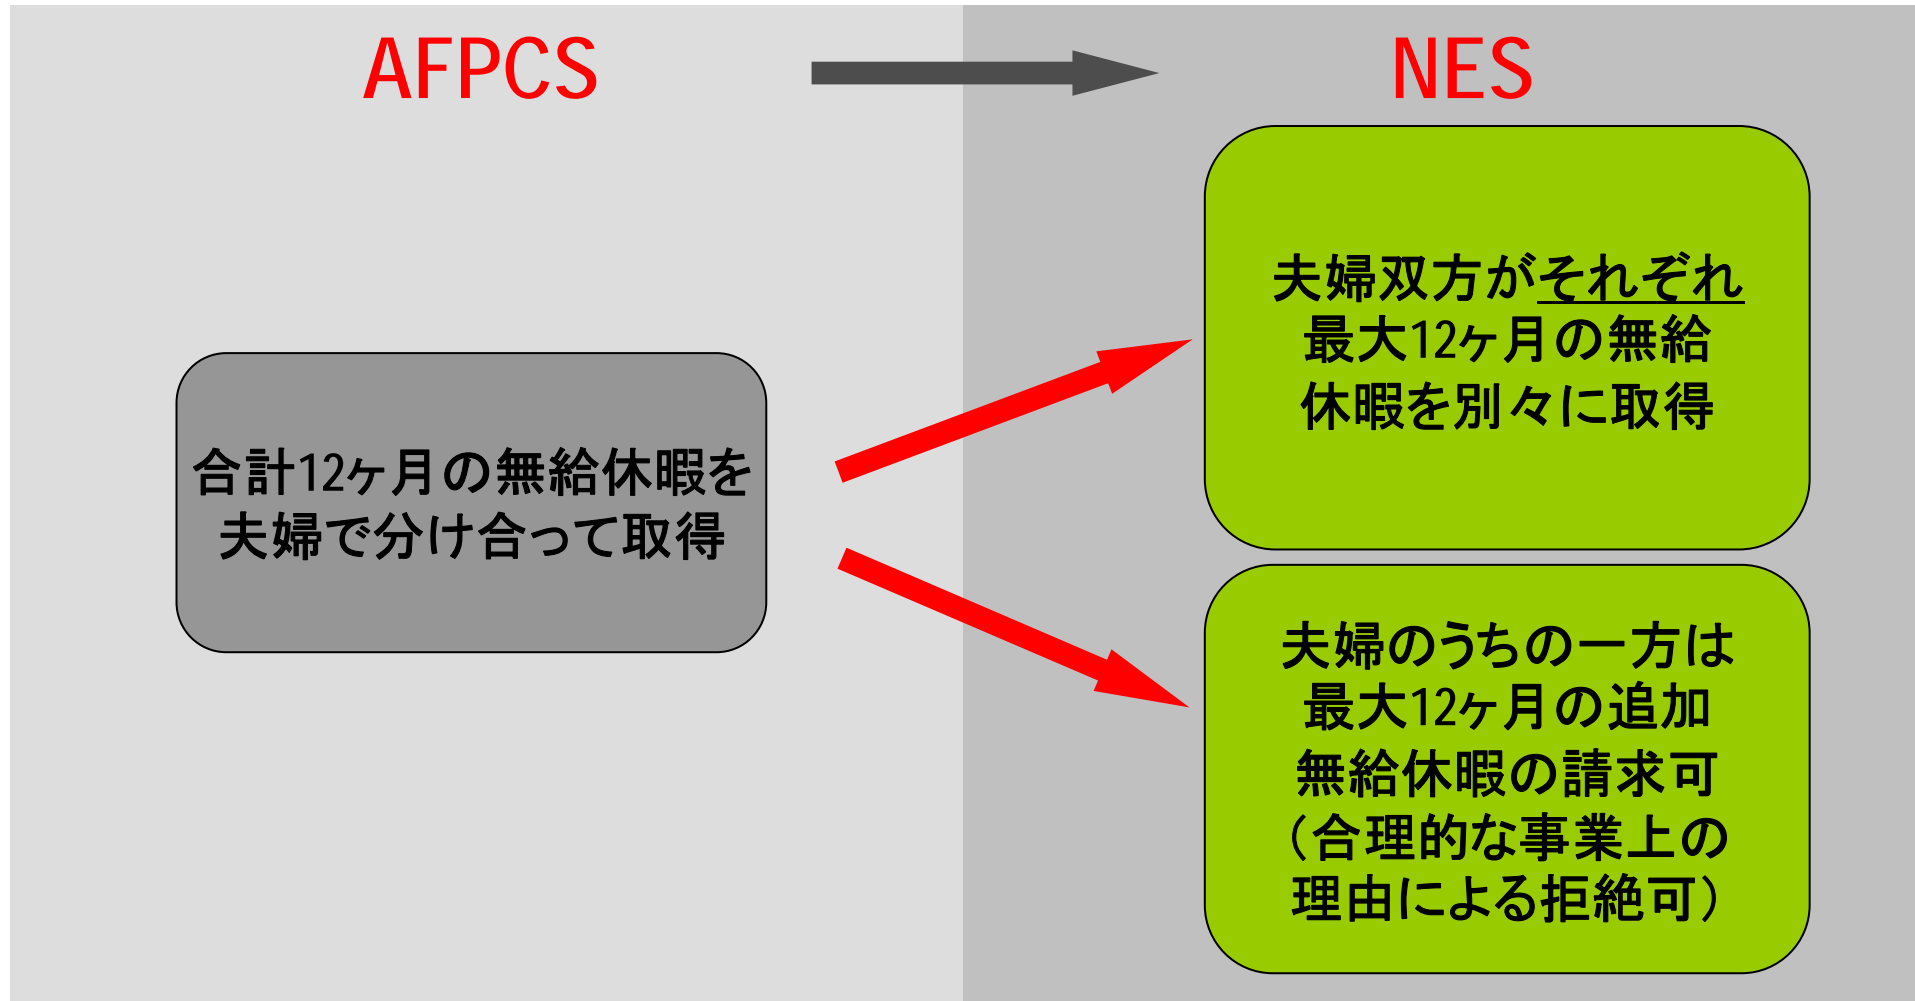 AFPCS
NES
合計12ヶ月の無給休暇を
夫婦で分け合って取得
夫婦双方がそれぞれ
最大12ヶ月の無給
休暇を別々に取得
夫婦のうちの一方は
最大12ヶ月の追加
無給休暇の請求可
（合理的な事業上の
理由による拒絶可）